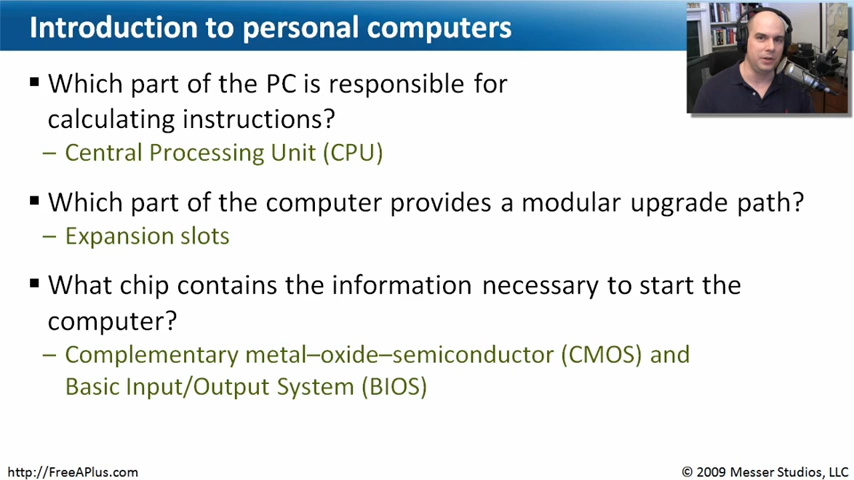 Introduction to personal computers
▪ Which part of the PC is responsible for
calculating instructions?
– Central Processing Unit (CPU)
▪ Which part of the computer provides a modular upgrade path?
– Expansion slots
▪ What chip contains the information necessary to start the
computer?
– Complementary metal–oxide–semiconductor (CMOS) and
Basic Input/Output System (BIOS)
http://FreeAPlus.com
© 2009 Messer Studios, LLC